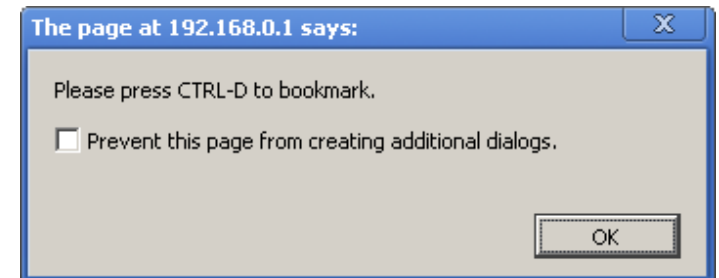 The page at 192.168.0.1 says:
Please press CTRL-D to bookmark.
Prevent this page from creating additional dialogs.
OK